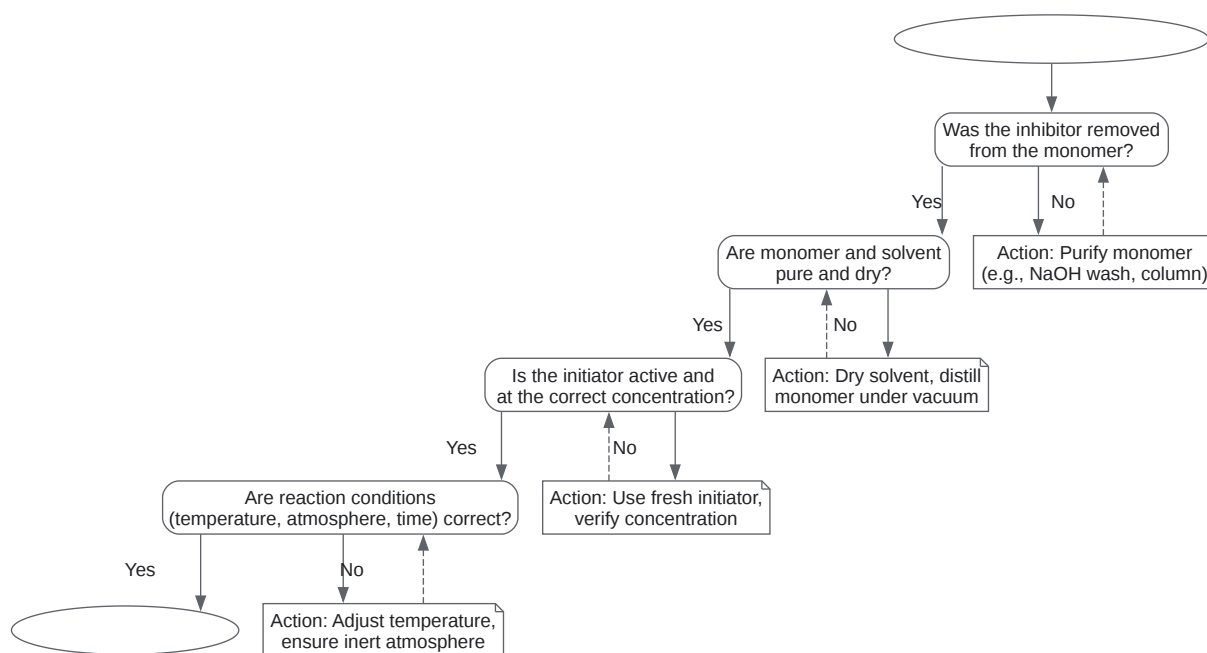 Was the inhibitor removed
from the monomer?
Yes
No
Are monomer and solvent
pure and dry?
Action: Purify monomer
(e.g., NaOH wash, column)
Yes
No
Is the initiator active and
at the correct concentration?
Action: Dry solvent, distill
monomer under vacuum
Yes
No
Are reaction conditions
(temperature, atmosphere, time) correct?
Action: Use fresh initiator,
verify concentration
Yes
No
Action: Adjust temperature,
ensure inert atmosphere